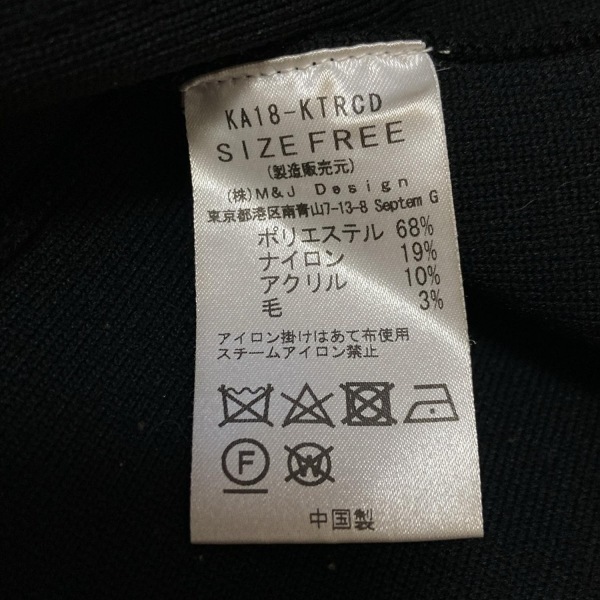 KA18-KTRCD
SIZE FREE
(製造販売元)
(株)M&J Design
東京都港区南青山7-13-8 Septem G
ポリエステル 68%
ナイロン 19%
アクリル 10%
毛 3%
アイロン掛けはあて布使用
スチームアイロン禁止
F W
中国製